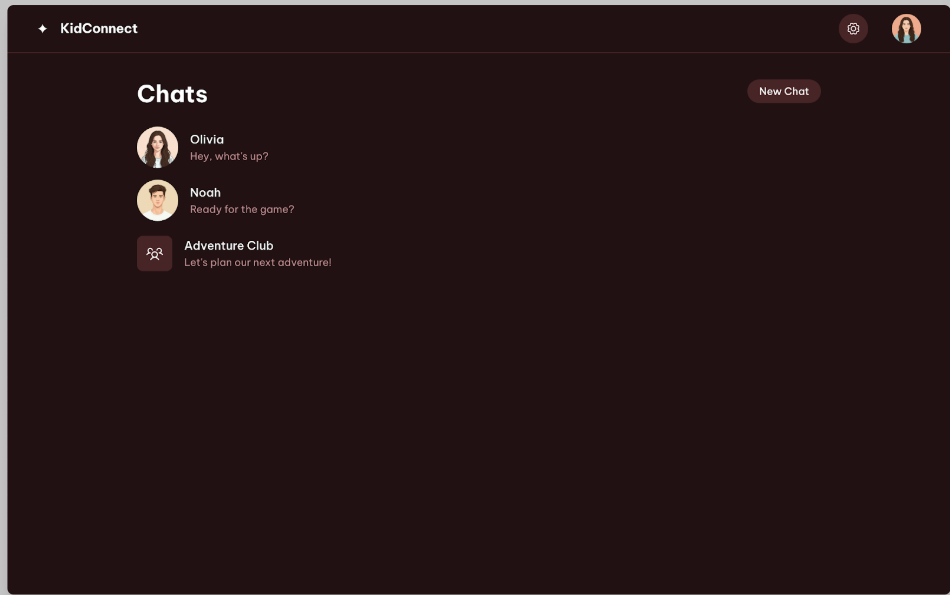 KidConnect
Chats
New Chat
Olivia
Hey, what's up?
Noah
Ready for the game?
Adventure Club
Let's plan our next adventure!